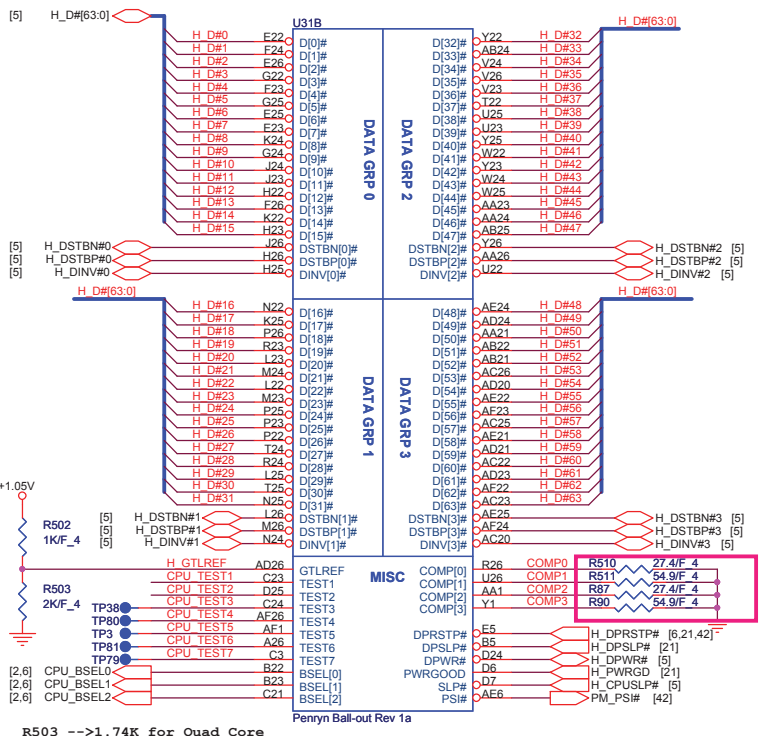 [5] H_D#[63:0] U31B H_D#[63:0]
H_D#0 E22 D[0]# D[32]# Y22 H_D#32
H_D#1 F24 D[1]# D[33]# AB24 H_D#33
H_D#2 E26 D[2]# D[34]# V24 H_D#34
H_D#3 G22 D[3]# D[35]# V26 H_D#35
H_D#4 F23 D[4]# D[36]# V23 H_D#36
H_D#5 G25 D[5]# D[37]# T22 H_D#37
H_D#6 E25 D[6]# D[38]# U25 H_D#38
H_D#7 E23 D[7]# D[39]# U23 H_D#39
H_D#8 K24 D[8]# D[40]# Y25 H_D#40
H_D#9 G24 D[9]# D[41]# W22 H_D#41
H_D#10 J24 D[10]# D[42]# Y23 H_D#42
H_D#11 J23 D[11]# D[43]# W24 H_D#43
H_D#12 H22 D[12]# D[44]# W25 H_D#44
H_D#13 F26 D[13]# D[45]# AA23 H_D#45
H_D#14 K22 D[14]# D[46]# AA24 H_D#46
H_D#15 H23 D[15]# D[47]# AB25 H_D#47
DATA GRP 0 DATA GRP 2
[5] H_DSTBN#0 J26 DSTBN[0]# DSTBN[2]# Y26 H_DSTBN#2 [5]
[5] H_DSTBP#0 H26 DSTBP[0]# DSTBP[2]# AA26 H_DSTBP#2 [5]
[5] H_DINV#0 H25 DINV[0]# DINV[2]# U22 H_DINV#2 [5]
H_D#[63:0] H_D#[63:0]
H_D#16 N22 D[16]# D[48]# AE24 H_D#48
H_D#17 K25 D[17]# D[49]# AD24 H_D#49
H_D#18 P26 D[18]# D[50]# AA21 H_D#50
H_D#19 R23 D[19]# D[51]# AB22 H_D#51
H_D#20 L23 D[20]# D[52]# AB21 H_D#52
H_D#21 M24 D[21]# D[53]# AC26 H_D#53
H_D#22 L22 D[22]# D[54]# AD20 H_D#54
H_D#23 M23 D[23]# D[55]# AE22 H_D#55
H_D#24 P25 D[24]# D[56]# AF23 H_D#56
H_D#25 P23 D[25]# D[57]# AC25 H_D#57
H_D#26 P22 D[26]# D[58]# AE21 H_D#58
H_D#27 T24 D[27]# D[59]# AD21 H_D#59
H_D#28 R24 D[28]# D[60]# AC22 H_D#60
H_D#29 L25 D[29]# D[61]# AD23 H_D#61
H_D#30 T25 D[30]# D[62]# AF22 H_D#62
H_D#31 N25 D[31]# D[63]# AC23 H_D#63
DATA GRP 1 DATA GRP 3
[5] H_DSTBN#1 L26 DSTBN[1]# DSTBN[3]# AE25 H_DSTBN#3 [5]
[5] H_DSTBP#1 M26 DSTBP[1]# DSTBP[3]# AF24 H_DSTBP#3 [5]
[5] H_DINV#1 N24 DINV[1]# DINV[3]# AC20 H_DINV#3 [5]
+1.05V
R502
1K/F_4
R503
2K/F_4
MISC
H_GTLREF AD26 GTLREF COMP[0] R26 COMP0 R510 27.4/F_4
CPU_TEST1 C23 TEST1 COMP[1] U26 COMP1 R511 54.9/F_4
CPU_TEST2 D25 TEST2 COMP[2] AA1 COMP2 R87 27.4/F_4
TP38 CPU_TEST3 C24 TEST3 COMP[3] Y1 COMP3 R90 54.9/F_4
TP80 CPU_TEST4 AF26 TEST4
TP3 CPU_TEST5 AF1 TEST5 DPRSTP# E5 H_DPRSTP# [6,21,42]
TP81 CPU_TEST6 A26 TEST6 DPSLP# B5 H_DPSLP# [21]
TP79 CPU_TEST7 C3 TEST7 DPWR# D24 H_DPWR# [5]
[2,6] CPU_BSEL0 B22 BSEL[0] PWRGOOD D6 H_PWRGD [21]
[2,6] CPU_BSEL1 B23 BSEL[1] SLP# D7 H_CPUSLP# [5]
[2,6] CPU_BSEL2 C21 BSEL[2] PSI# AE6 PM_PSI# [42]
Penryn Ball-out Rev 1a
R503 -->1.74K for Quad Core